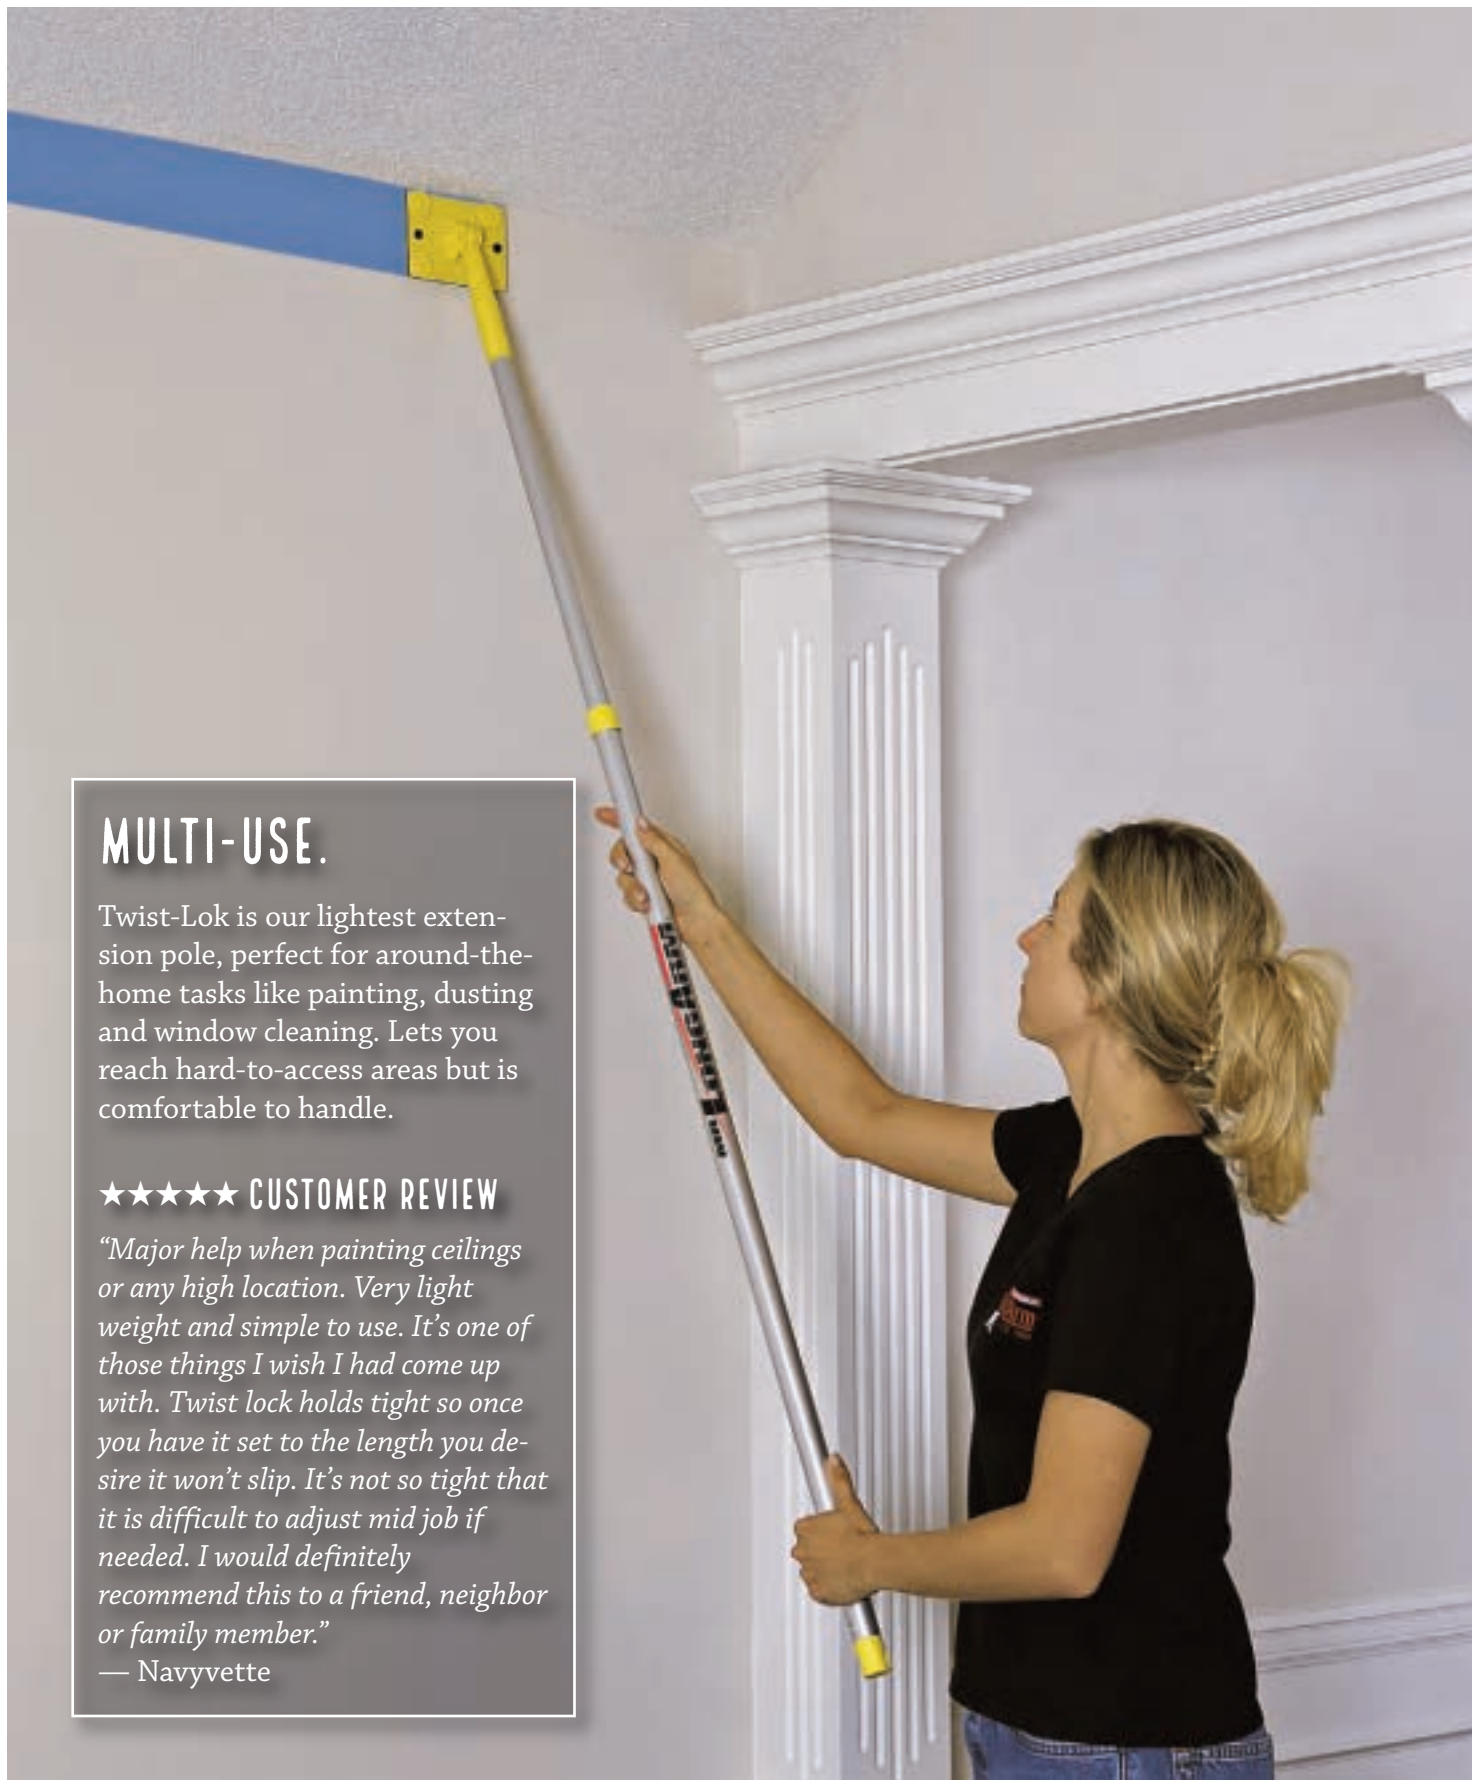 MULTI-USE.
Twist-Lok is our lightest exten-
sion pole, perfect for around-the-
home tasks like painting, dusting
and window cleaning. Lets you
reach hard-to-access areas but is
comfortable to handle.
★★★★★ CUSTOMER REVIEW
“Major help when painting ceilings
or any high location. Very light
weight and simple to use. It’s one of
those things I wish I had come up
with. Twist lock holds tight so once
you have it set to the length you de-
sire it won’t slip. It’s not so tight that
it is difficult to adjust mid job if
needed. I would definitely
recommend this to a friend, neighbor
or family member.”
— Navyvette